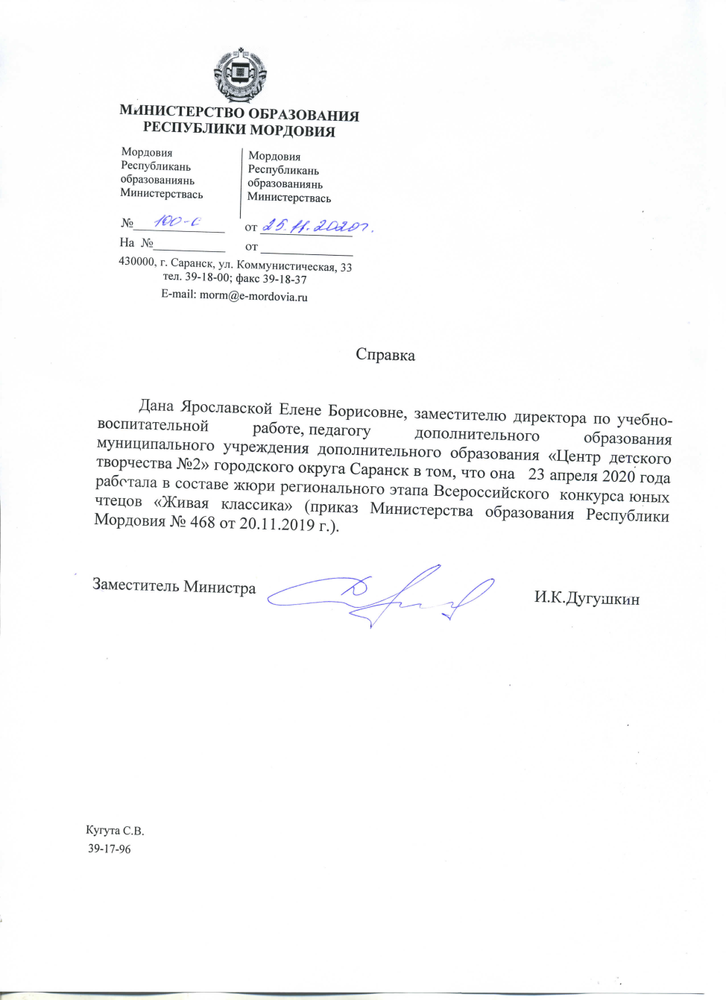 МИНИСТЕРСТВО ОБРАЗОВАНИЯ
РЕСПУБЛИКИ МОРДОВИЯ
Мордовия
Республикань
образованиянь
Министерствась
Мордовия
Республикань
образованиянь
Министерствась
№ 100-с от 25.11.2020г.
На № от
430000, г. Саранск, ул. Коммунистическая, 33
тел. 39-18-00; факс 39-18-37
E-mail: morm@e-mordovia.ru
Справка
Дана Ярославской Елене Борисовне, заместителю директора по учебно-
воспитательной работе, педагогу дополнительного образования
муниципального учреждения дополнительного образования «Центр детского
творчества №2» городского округа Саранск в том, что она 23 апреля 2020 года
работала в составе жюри регионального этапа Всероссийского конкурса юных
чтецов «Живая классика» (приказ Министерства образования Республики
Мордовия № 468 от 20.11.2019 г.).
Заместитель Министра И.К.Дугушкин
Кугута С.В.
39-17-96